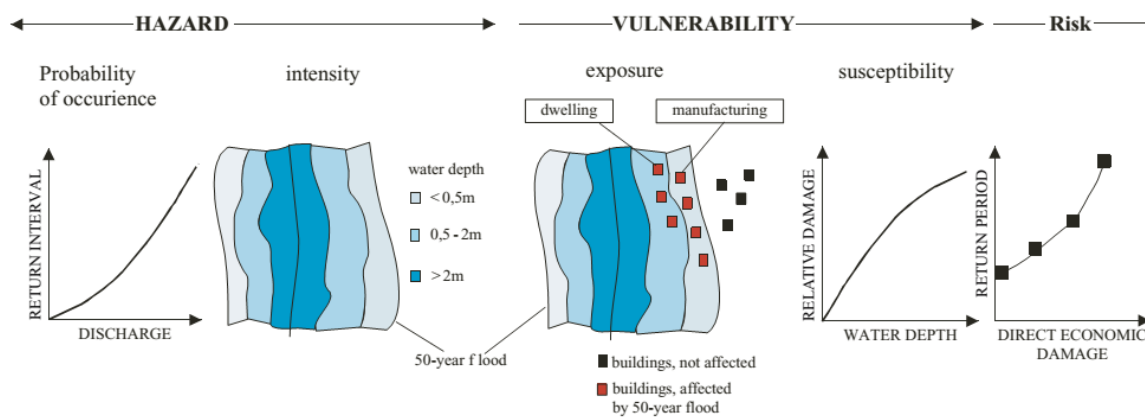 HAZARD
VULNERABILITY
Risk
Probability
of occurience
intensity
exposure
susceptibility
dwelling
manufacturing
RETURN INTERVAL
DISCHARGE
water depth
<0,5m
0,5-2m
>2m
50-year f lood
buildings, not affected
buildings, affected
by 50-year flood
RELATIVE DAMAGE
WATER DEPTH
RETURN PERIOD
DIRECT ECONOMIC
DAMAGE